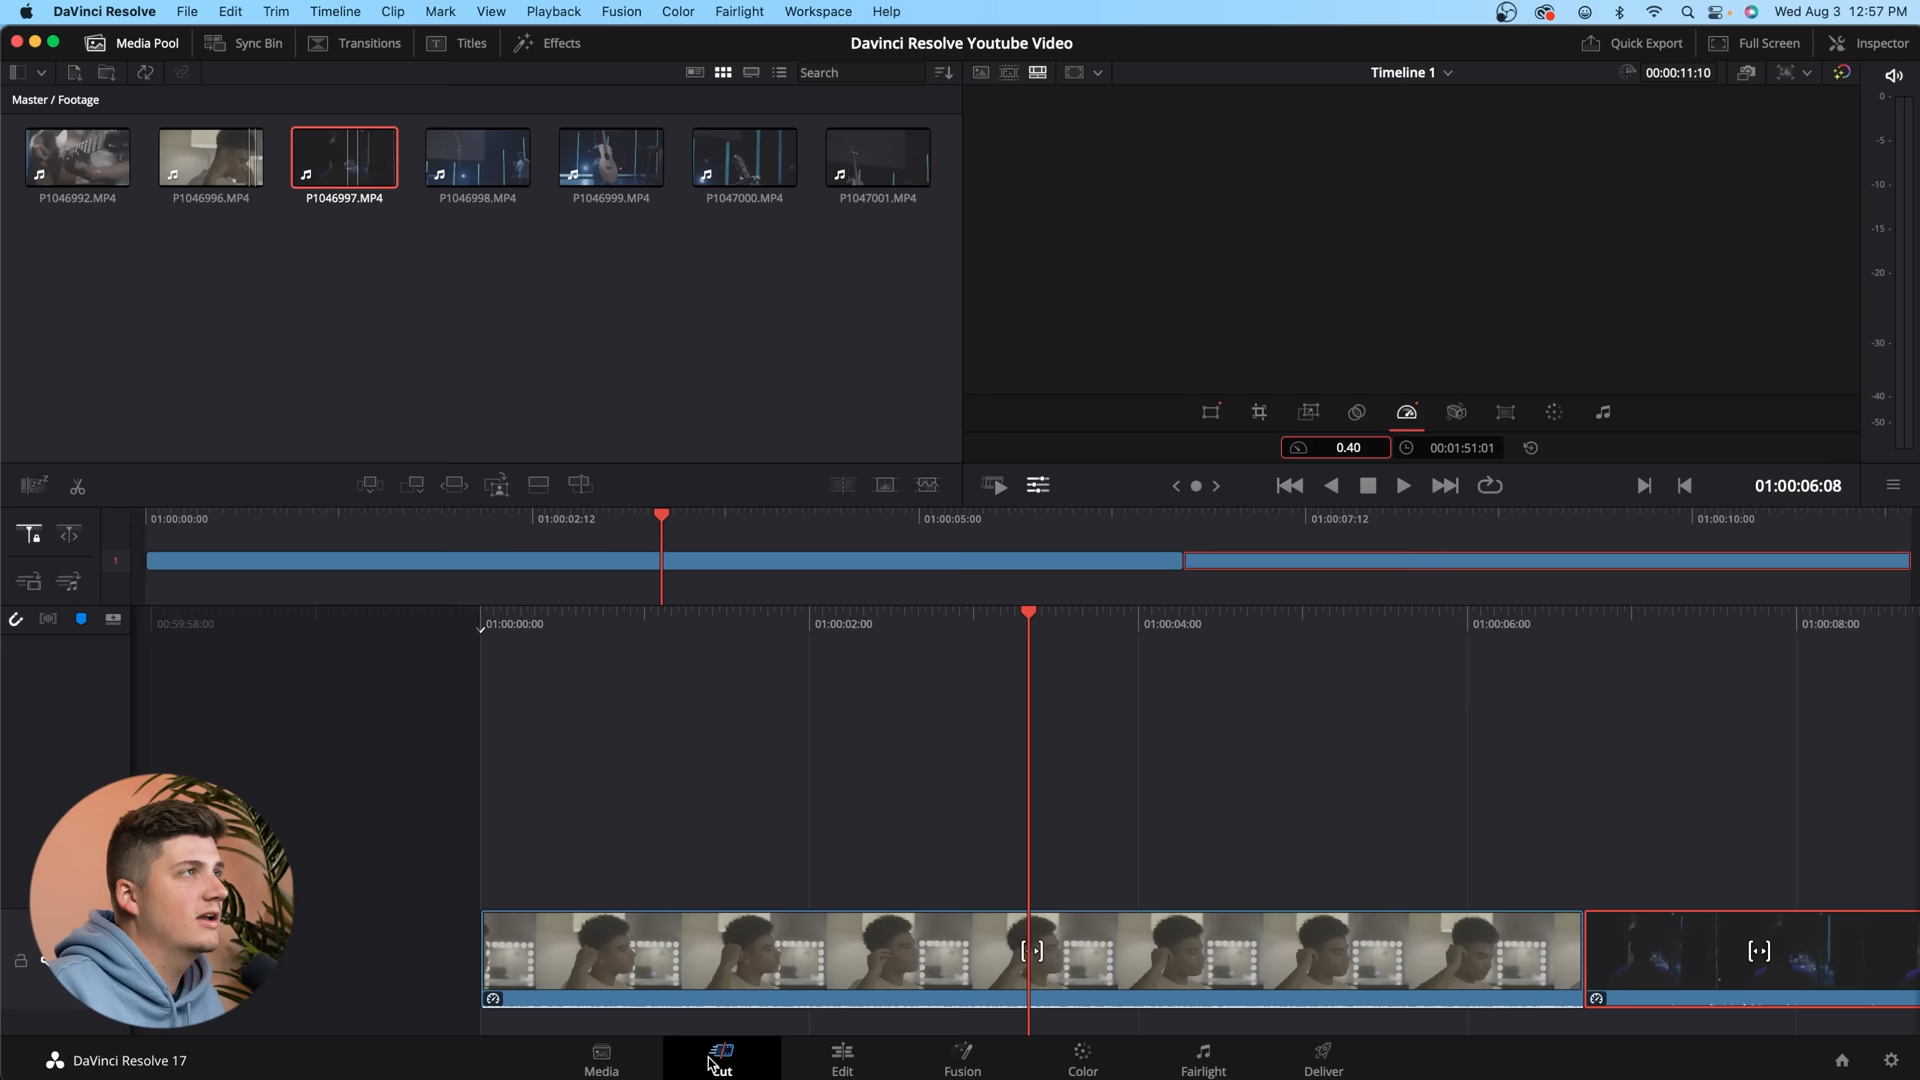 DaVinci Resolve File Edit Trim Timeline Clip Mark View Playback Fusion Color Fairlight Workspace Help Wed Aug 3 12:57 PM
Media Pool Sync Bin Transitions Titles Effects Davinci Resolve Youtube Video Quick Export Full Screen Inspector
Search Timeline 1 00:00:11:10
Master / Footage
P1046992.MP4 P1046996.MP4 P1046997.MP4 P1046998.MP4 P1046999.MP4 P1047000.MP4 P1047001.MP4
0
-5
-10
-15
-20
-30
-40
-50
0.40 00:01:51:01
01:00:06:08
01:00:00:00 01:00:02:12 01:00:05:00 01:00:07:12 01:00:10:00
1
00:59:58:00 01:00:00:00 01:00:02:00 01:00:04:00 01:00:06:00 01:00:08:00
DaVinci Resolve 17 Media Cut Edit Fusion Color Fairlight Deliver